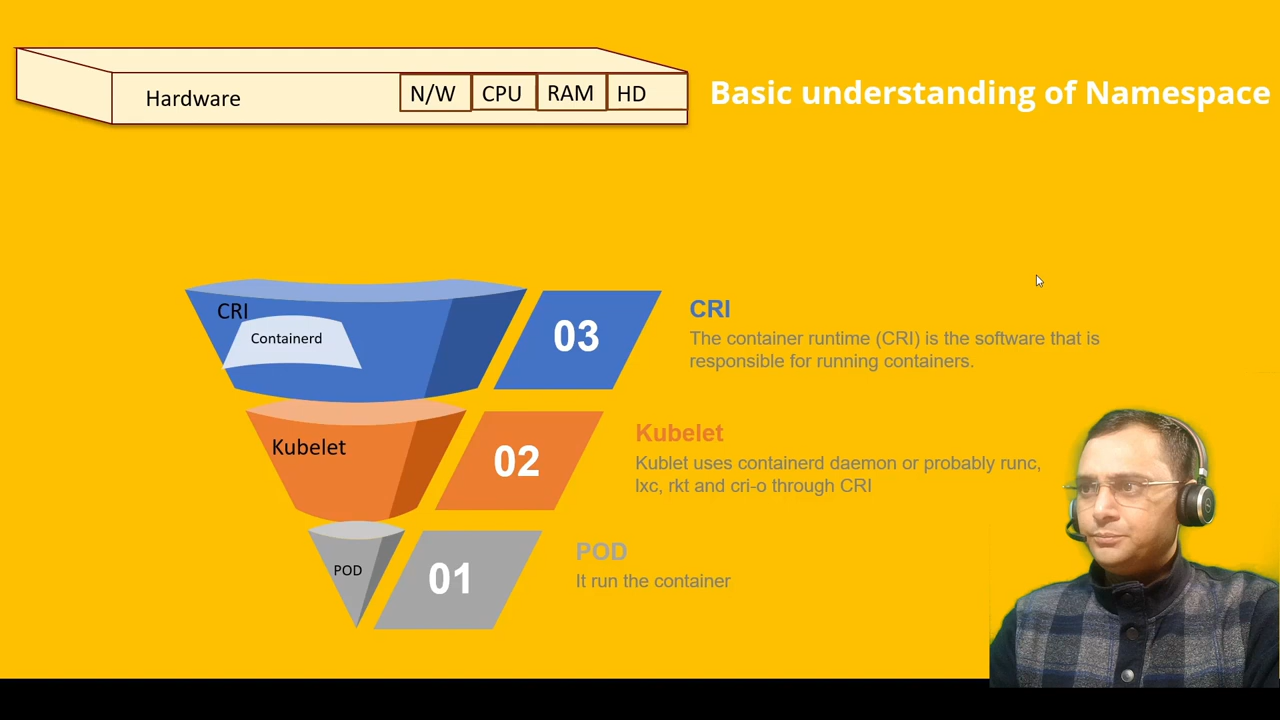 Hardware
N/W CPU RAM HD
Basic understanding of Namespace
CRI
Containerd
03
CRI
The container runtime (CRI) is the software that is
responsible for running containers.
Kubelet
02
Kubelet
Kublet uses containerd daemon or probably runc,
lxc, rkt and cri-o through CRI
POD
01
POD
It run the container